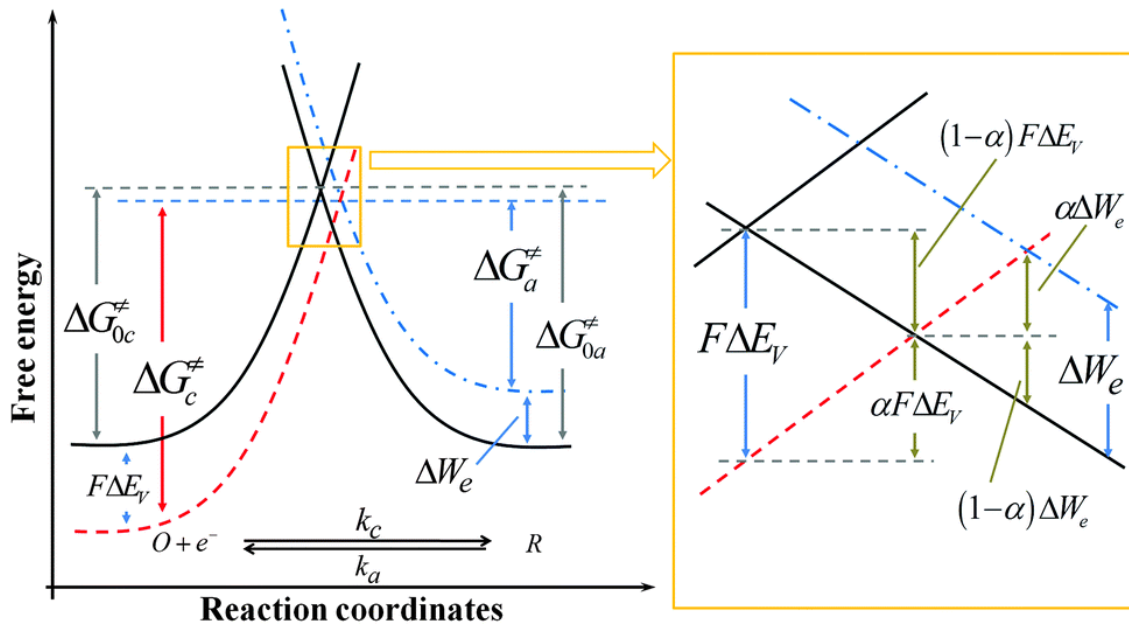 Free energy
ΔG≠0c
ΔG≠c
ΔG≠a
ΔG≠0a
FΔEV
ΔWe
O + e−
kc
ka
R
Reaction coordinates
(1−α) FΔEV
αΔWe
FΔEV
αFΔEV
ΔWe
(1−α) ΔWe